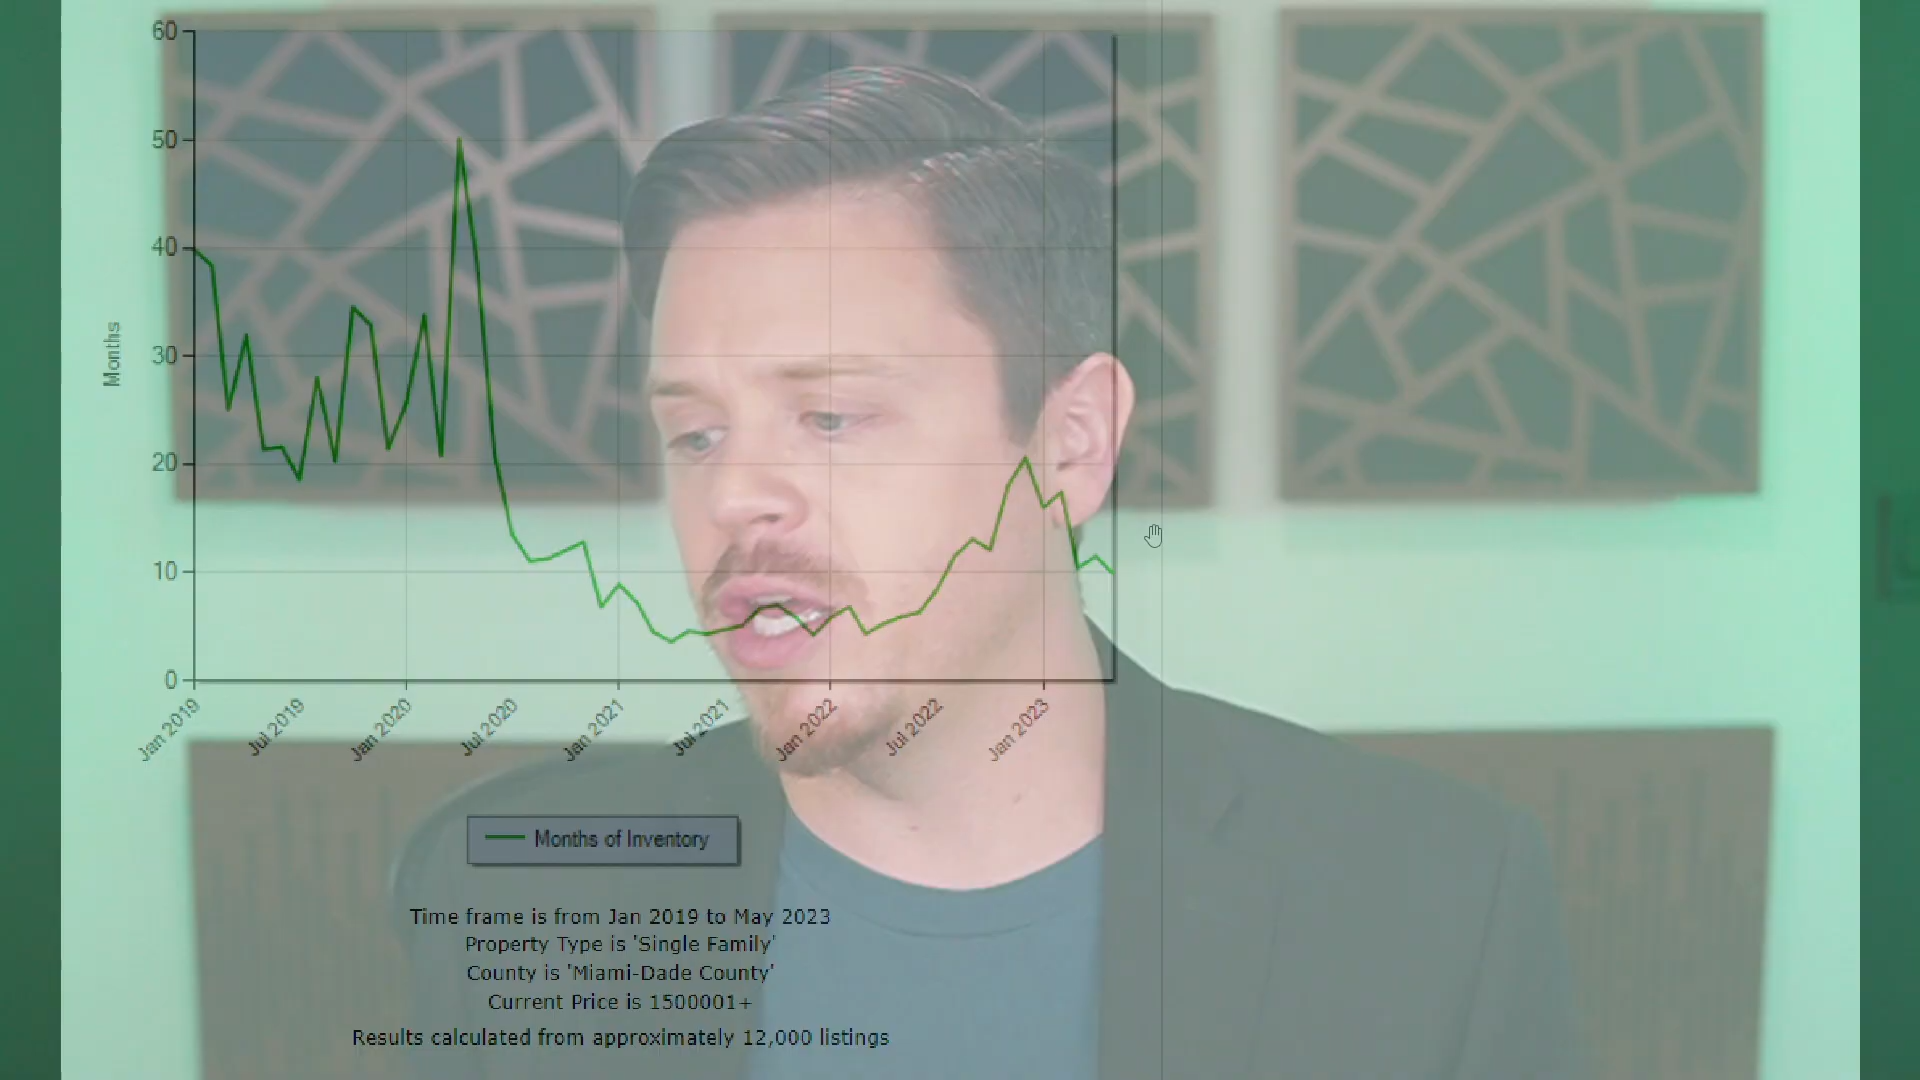 60
50
40
30
20
10
0
Months
Jan 2019
Jul 2019
Jan 2020
Jul 2020
Jan 2021
Jul 2021
Jan 2022
Jul 2022
Jan 2023
Months of Inventory
Time frame is from Jan 2019 to May 2023
Property Type is 'Single Family'
County is 'Miami-Dade County'
Current Price is 1500001+
Results calculated from approximately 12,000 listings